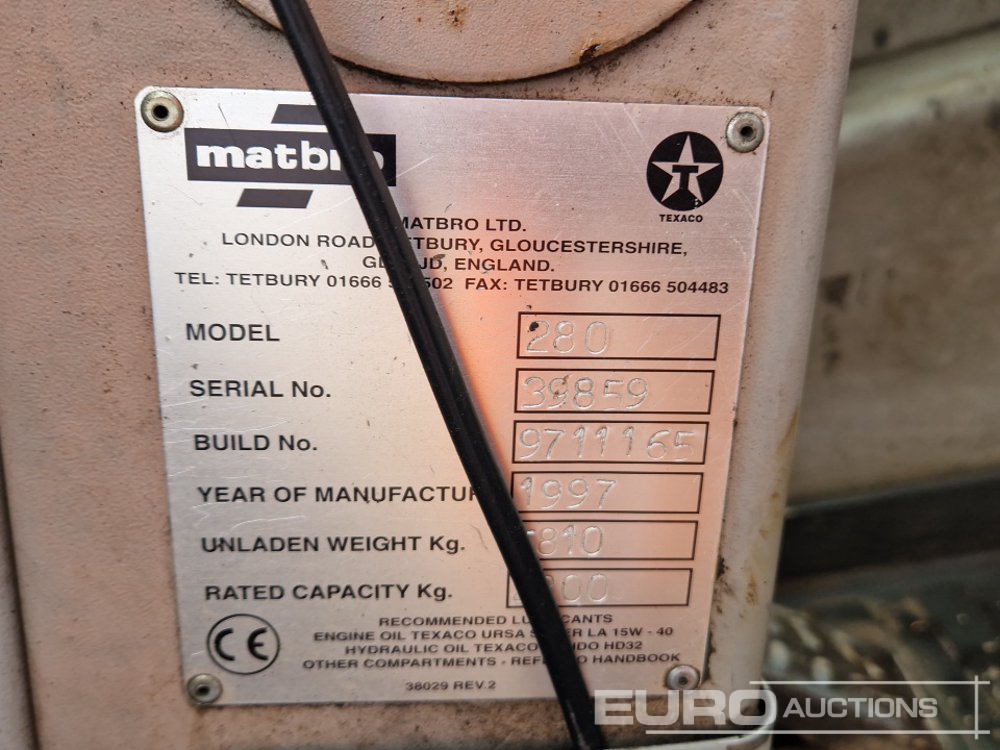 matbro
TEXACO
MATBRO LTD.
LONDON ROAD, TETBURY, GLOUCESTERSHIRE,
ENGLAND.
TEL: TETBURY 01666 FAX: TETBURY 01666 504483
MODEL 280
SERIAL No. 39859
BUILD No. 9711165
YEAR OF MANUFACTURE 1997
UNLADEN WEIGHT Kg.
RATED CAPACITY Kg.
RECOMMENDED LUBRICANTS
ENGINE OIL TEXACO URSA SUPER LA 15W - 40
HYDRAULIC OIL TEXACO RANDO HD32
OTHER COMPARTMENTS - REFER TO HANDBOOK
CE
38029 REV.2
EURO AUCTIONS